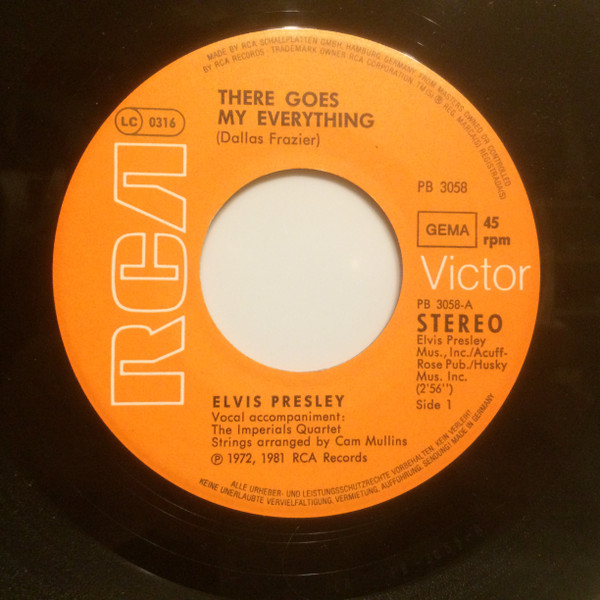 MADE BY RCA SCHALLPLATTEN GMBH, HAMBURG, GERMANY, FROM MASTERS OWNED OR CONTROLLED
BY RCA RECORDS · TRADEMARK OWNER RCA CORPORATION. TM(S) ® REG. MARCA(S) REGISTRADA(S)
THERE GOES
MY EVERYTHING
(Dallas Frazier)
LC 0316
PB 3058
GEMA
45
rpm
RCA
Victor
PB 3058-A
STEREO
Elvis Presley
Mus., Inc./Acuff-
Rose Pub./Husky
Mus. Inc.
(2'56")
Side 1
ELVIS PRESLEY
Vocal accompaniment:
The Imperials Quartet
Strings arranged by Cam Mullins
℗ 1972, 1981 RCA Records
ALLE URHEBER- UND LEISTUNGSSCHUTZRECHTE VORBEHALTEN. KEIN VERLEIH!
KEINE UNERLAUBTE VERVIELFÄLTIGUNG, VERMIETUNG, AUFFÜHRUNG, SENDUNG! MADE IN GERMANY